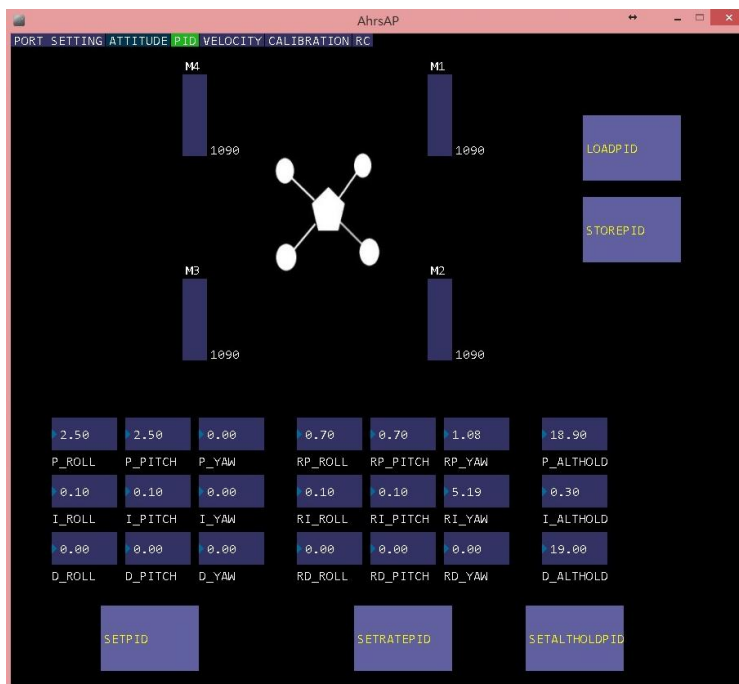 AhrsAP
PORT SETTING ATTITUDE PID VELOCITY CALIBRATION RC
M4 M1
1090 1090
LOADPID
STOREPID
M3 M2
1090 1090
2.50 2.50 0.00 0.70 0.70 1.08 18.90
P_ROLL P_PITCH P_YAW RP_ROLL RP_PITCH RP_YAW P_ALTHOLD
0.10 0.10 0.00 0.10 0.10 5.19 0.30
I_ROLL I_PITCH I_YAW RI_ROLL RI_PITCH RI_YAW I_ALTHOLD
0.00 0.00 0.00 0.00 0.00 0.00 19.00
D_ROLL D_PITCH D_YAW RD_ROLL RD_PITCH RD_YAW D_ALTHOLD
SETPID SETRATEPID SETALTHOLDPID